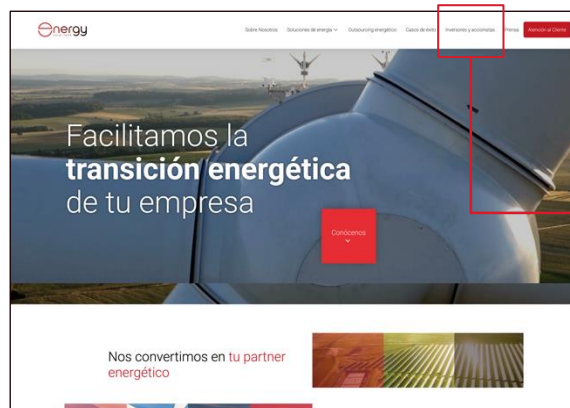 energy
Sobre Nosotros Soluciones de energía Outsourcing energético Casos de éxito Inversores y accionistas Prensa Atención al Cliente
Facilitamos la
transición energética
de tu empresa
Conócenos
Nos convertimos en tu partner
energético